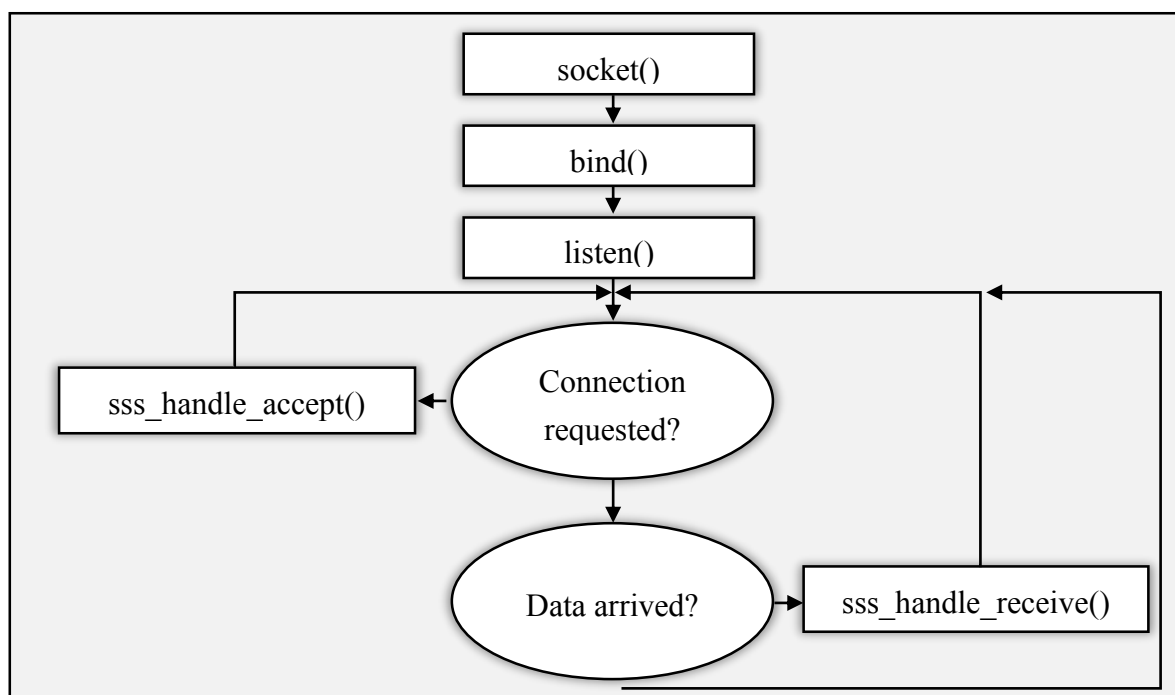 socket()
bind()
listen()
Connection
requested?
sss_handle_accept()
Data arrived?
sss_handle_receive()